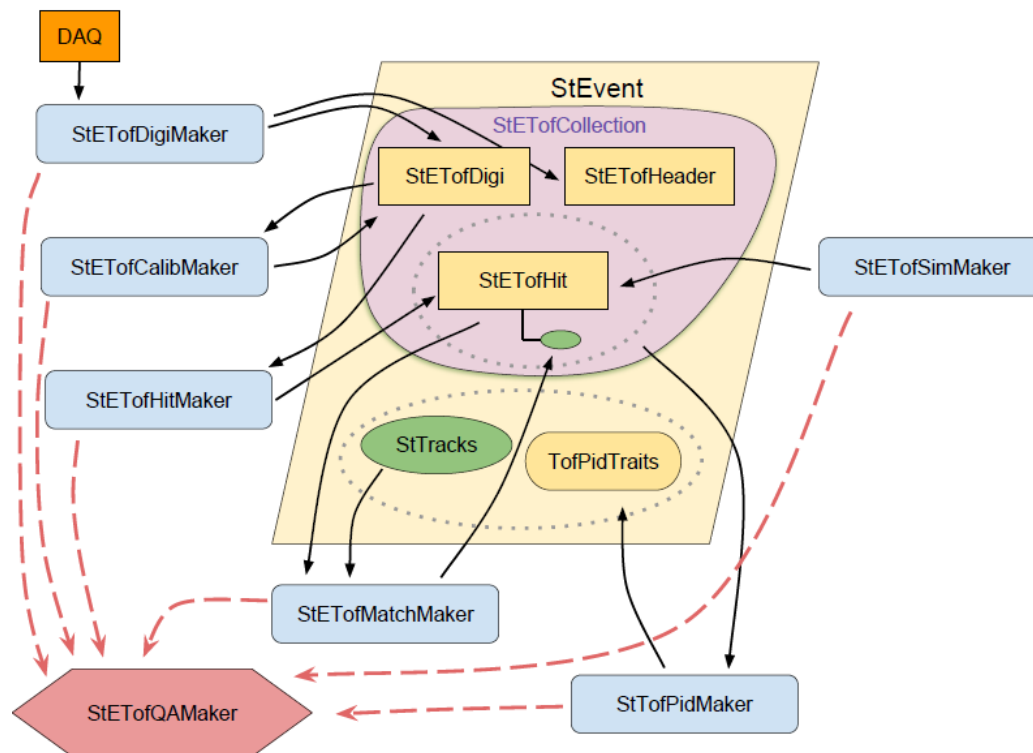 DAQ
StEvent
StETofDigiMaker
StETofCollection
StETofDigi
StETofHeader
StETofCalibMaker
StETofHit
StETofSimMaker
StETofHitMaker
StTracks
TofPidTraits
StETofMatchMaker
StETofQAMaker
StTofPidMaker